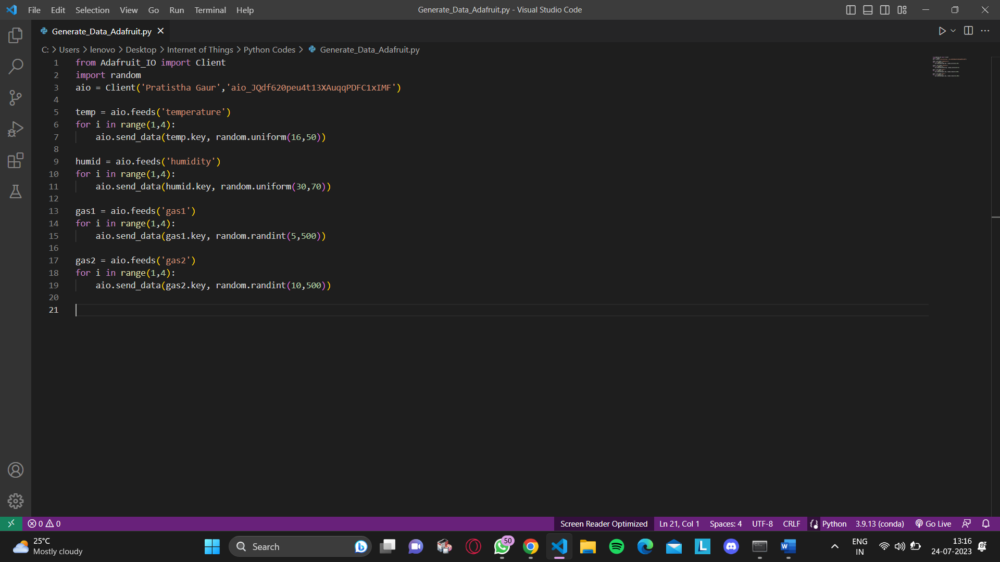 File Edit Selection View Go Run Terminal Help
Generate_Data_Adafruit.py - Visual Studio Code
Generate_Data_Adafruit.py
C: > Users > lenovo > Desktop > Internet of Things > Python Codes > Generate_Data_Adafruit.py
1 from Adafruit_IO import Client
2 import random
3 aio = Client('Pratistha Gaur','aio_JQdf620peu4t13XAuqqPDFC1xIMF')
4
5 temp = aio.feeds('temperature')
6 for i in range(1,4):
7     aio.send_data(temp.key, random.uniform(16,50))
8
9 humid = aio.feeds('humidity')
10 for i in range(1,4):
11     aio.send_data(humid.key, random.uniform(30,70))
12
13 gas1 = aio.feeds('gas1')
14 for i in range(1,4):
15     aio.send_data(gas1.key, random.randint(5,500))
16
17 gas2 = aio.feeds('gas2')
18 for i in range(1,4):
19     aio.send_data(gas2.key, random.randint(10,500))
20
21
0 0
Screen Reader Optimized Ln 21, Col 1 Spaces: 4 UTF-8 CRLF Python 3.9.13 (conda) Go Live
25°C
Mostly cloudy
Search
50
L
W
ENG
IN
13:16
24-07-2023